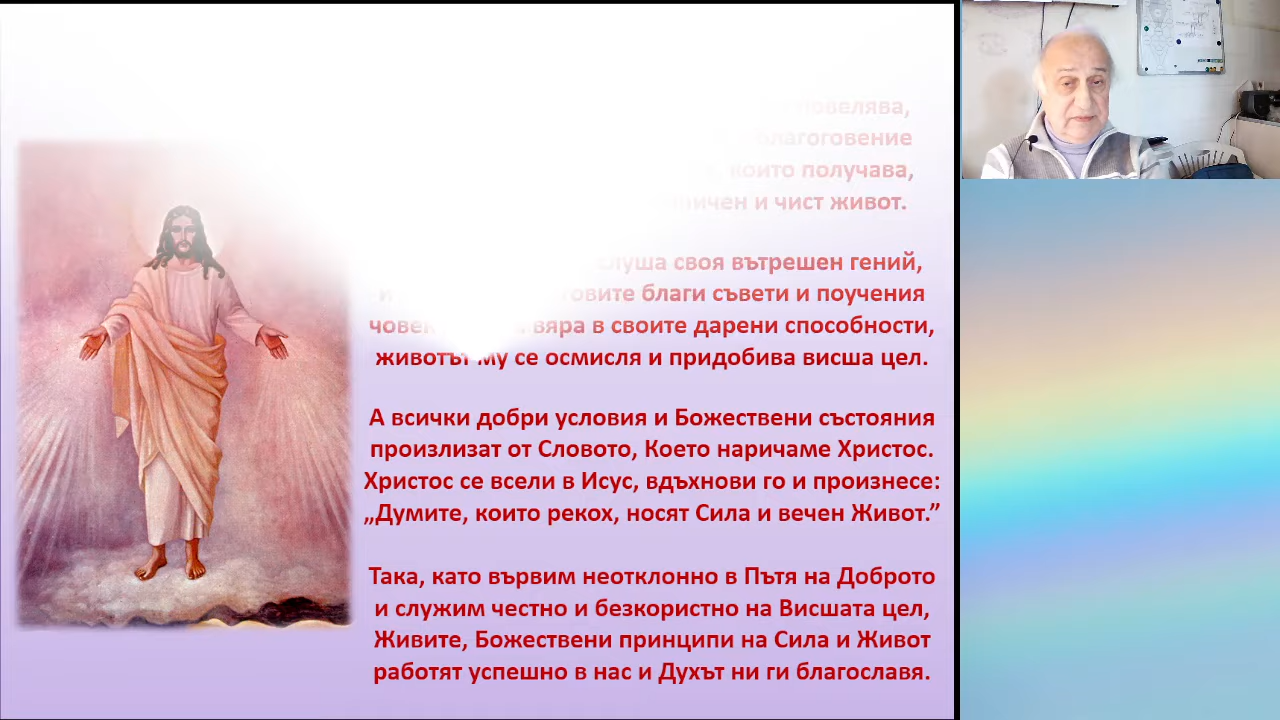 повелява,
благоговение
които получава,
и чист живот.
слуша своя вътрешен гений,
благи съвети и поучения
вяра в своите дарени способности,
животът му се осмисля и придобива висша цел.
А всички добри условия и Божествени състояния
произлизат от Словото, Което наричаме Христос.
Христос се всели в Исус, вдъхнови го и произнесе:
„Думите, които рекох, носят Сила и вечен Живот.”
Така, като вървим неотклонно в Пътя на Доброто
и служим честно и безкористно на Висшата цел,
Живите, Божествени принципи на Сила и Живот
работят успешно в нас и Духът ни ги благославя.